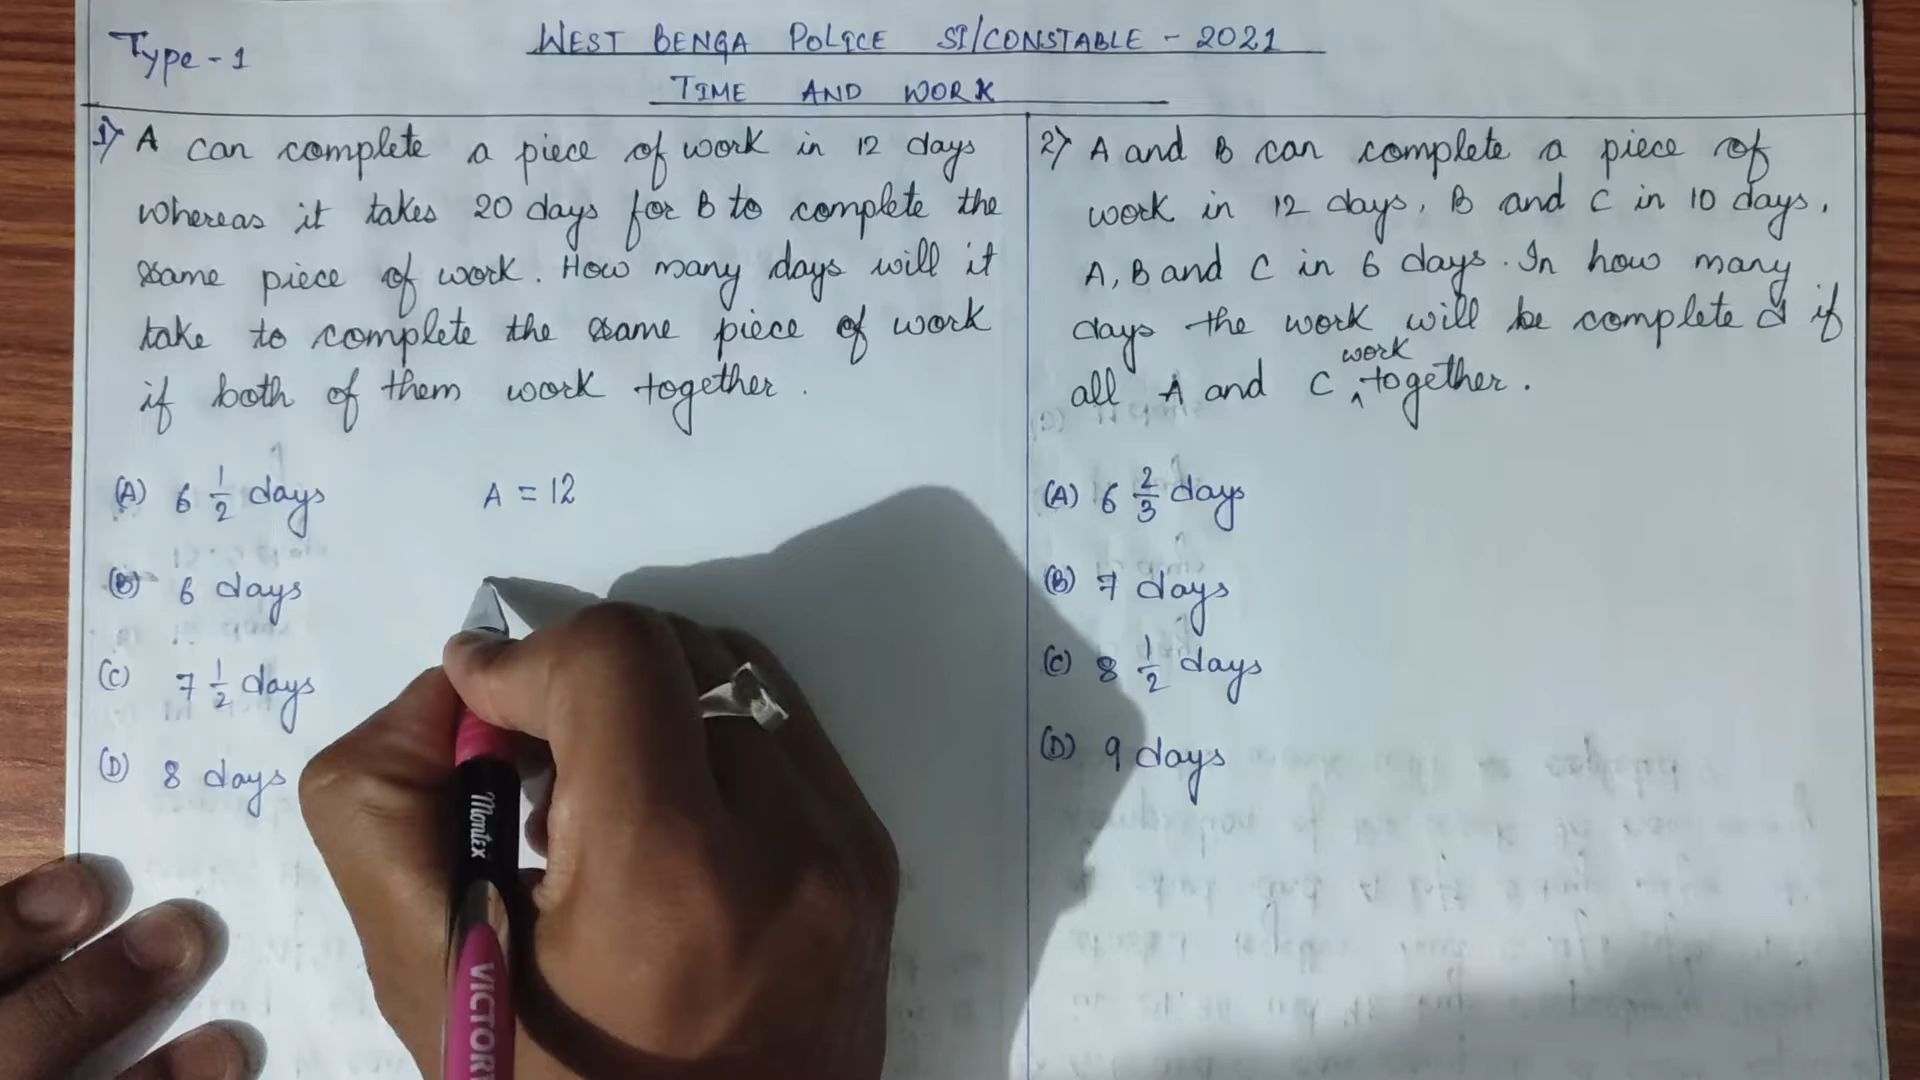 Type - 1
WEST BENGA POLICE SI/CONSTABLE - 2021
TIME AND WORK
1) A can complete a piece of work in 12 days
whereas it takes 20 days for B to complete the
same piece of work. How many days will it
take to complete the same piece of work
if both of them work together.
(A) 6 1/2 days
A = 12
(B) 6 days
(C) 7 1/2 days
(D) 8 days
2) A and B can complete a piece of
work in 12 days, B and C in 10 days,
A, B and C in 6 days. In how many
days the work will be completed if
all A and C work together.
(A) 6 2/3 days
(B) 7 days
(C) 8 1/2 days
(D) 9 days
Montex
VICTOR